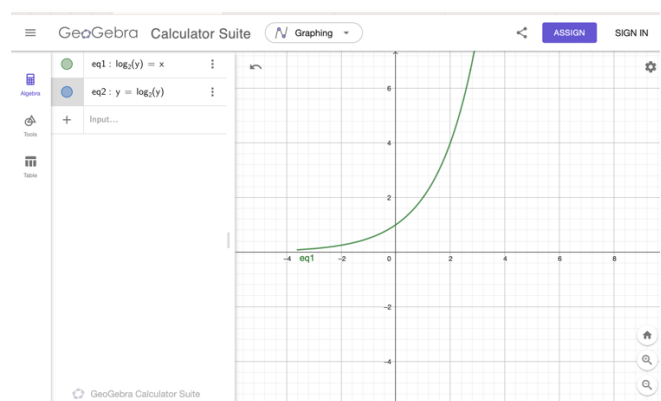 GeoGebra Calculator Suite Graphing ASSIGN SIGN IN
Algebra
Tools
Table
eq1 : log₂(y) = x
eq2 : y = log₂(y)
+ Input...
GeoGebra Calculator Suite
6
4
2
-4 -2 0 2 4 6 8
eq1
-2
-4